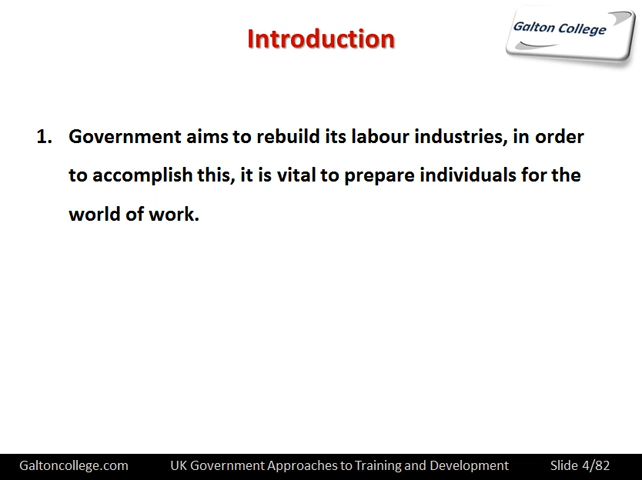 Introduction
Galton College
1. Government aims to rebuild its labour industries, in order
to accomplish this, it is vital to prepare individuals for the
world of work.
Galtoncollege.com UK Government Approaches to Training and Development Slide 4/82